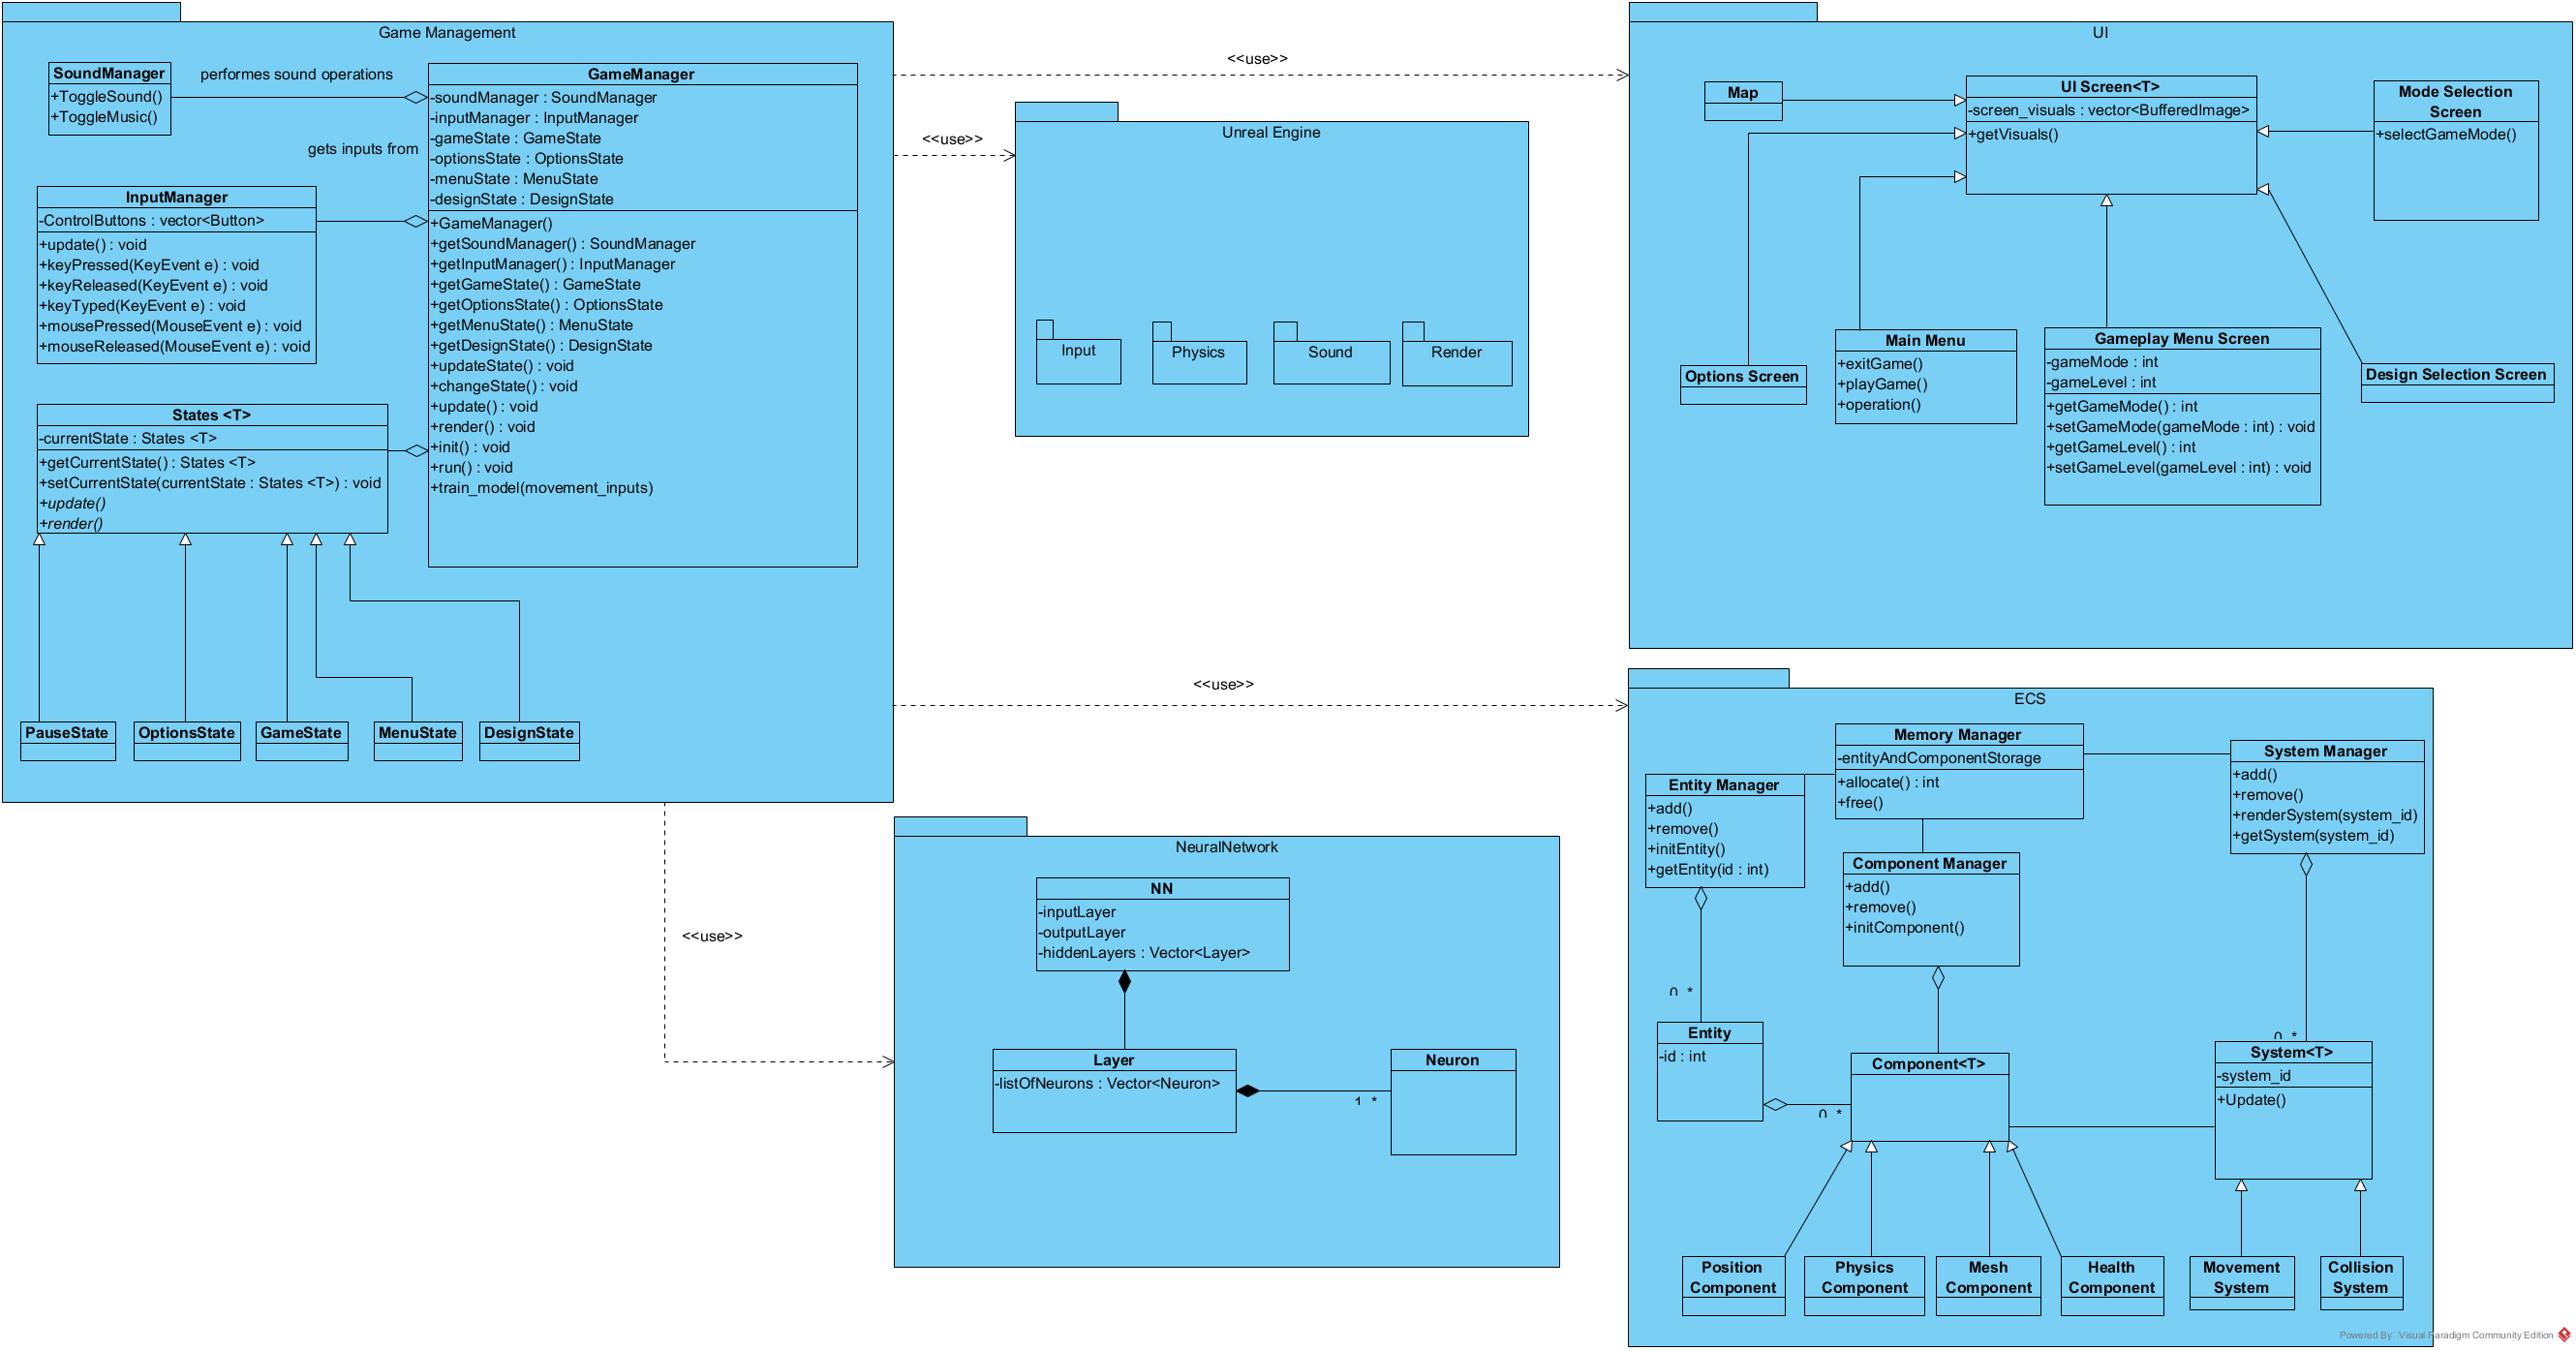 Game Management
SoundManager
+ToggleSound()
+ToggleMusic()
performes sound operations
gets inputs from
GameManager
-soundManager : SoundManager
-inputManager : InputManager
-gameState : GameState
-optionsState : OptionsState
-menuState : MenuState
-designState : DesignState
+GameManager()
+getSoundManager() : SoundManager
+getInputManager() : InputManager
+getGameState() : GameState
+getOptionsState() : OptionsState
+getMenuState() : MenuState
+getDesignState() : DesignState
+updateState() : void
+changeState() : void
+update() : void
+render() : void
+init() : void
+run() : void
+train_model(movement_inputs)
InputManager
-ControlButtons : vector<Button>
+update() : void
+keyPressed(KeyEvent e) : void
+keyReleased(KeyEvent e) : void
+keyTyped(KeyEvent e) : void
+mousePressed(MouseEvent e) : void
+mouseReleased(MouseEvent e) : void
States <T>
-currentState : States <T>
+getCurrentState() : States <T>
+setCurrentState(currentState : States <T>) : void
+update()
+render()
PauseState
OptionsState
GameState
MenuState
DesignState
<<use>>
<<use>>
<<use>>
<<use>>
Unreal Engine
Input
Physics
Sound
Render
UI
Map
UI Screen<T>
-screen_visuals : vector<BufferedImage>
+getVisuals()
Mode Selection
Screen
+selectGameMode()
Options Screen
Main Menu
+exitGame()
+playGame()
+operation()
Gameplay Menu Screen
-gameMode : int
-gameLevel : int
+getGameMode() : int
+setGameMode(gameMode : int) : void
+getGameLevel() : int
+setGameLevel(gameLevel : int) : void
Design Selection Screen
NeuralNetwork
NN
-inputLayer
-outputLayer
-hiddenLayers : Vector<Layer>
Layer
-listOfNeurons : Vector<Neuron>
1..*
Neuron
ECS
Memory Manager
-entityAndComponentStorage
+allocate() : int
+free()
System Manager
+add()
+remove()
+renderSystem(system_id)
+getSystem(system_id)
Entity Manager
+add()
+remove()
+initEntity()
+getEntity(id : int)
Component Manager
+add()
+remove()
+initComponent()
0..*
Entity
-id : int
0..*
Component<T>
0..*
System<T>
-system_id
+Update()
Position
Component
Physics
Component
Mesh
Component
Health
Component
Movement
System
Collision
System
Powered By Visual Paradigm Community Edition